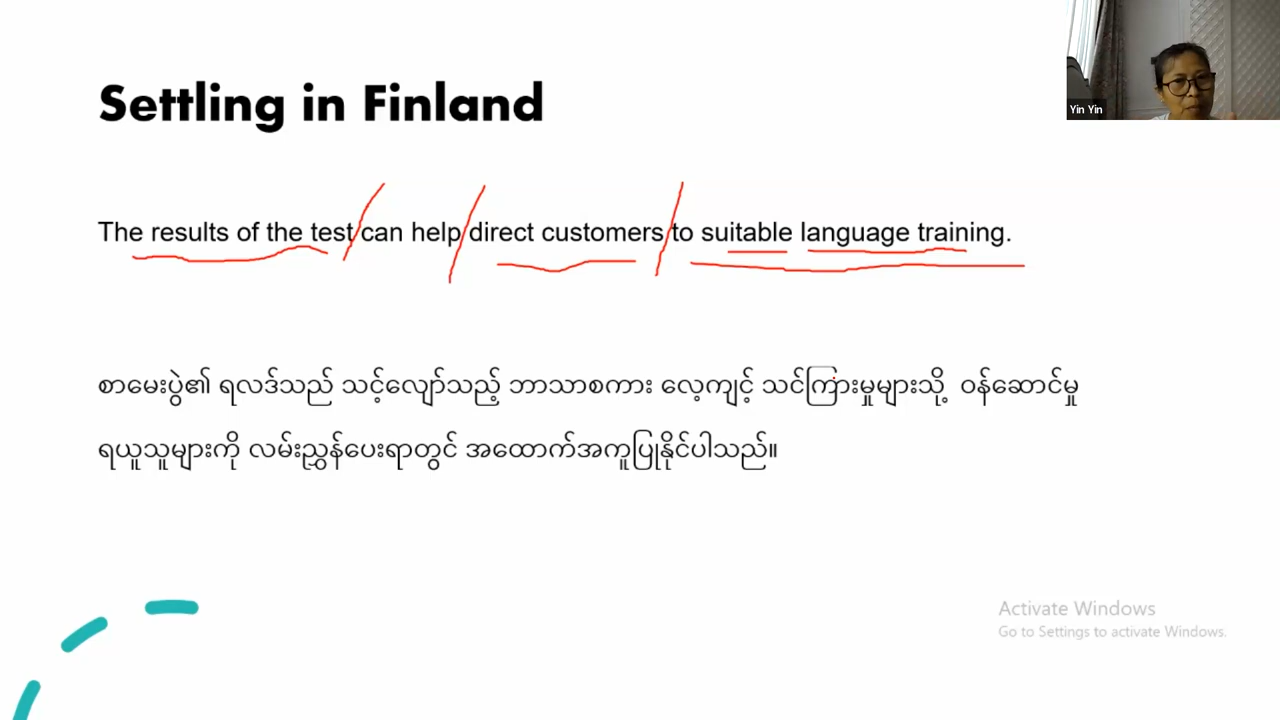 Settling in Finland
Yin Yin
The results of the test can help direct customers to suitable language training.
စာမေးပွဲ၏ ရလဒ်သည် သင့်လျော်သည့် ဘာသာစကား လေ့ကျင့် သင်ကြားမှုများသို့ ဝန်ဆောင်မှု
ရယူသူများကို လမ်းညွှန်ပေးရာတွင် အထောက်အကူပြုနိုင်ပါသည်။
Activate Windows
Go to Settings to activate Windows.